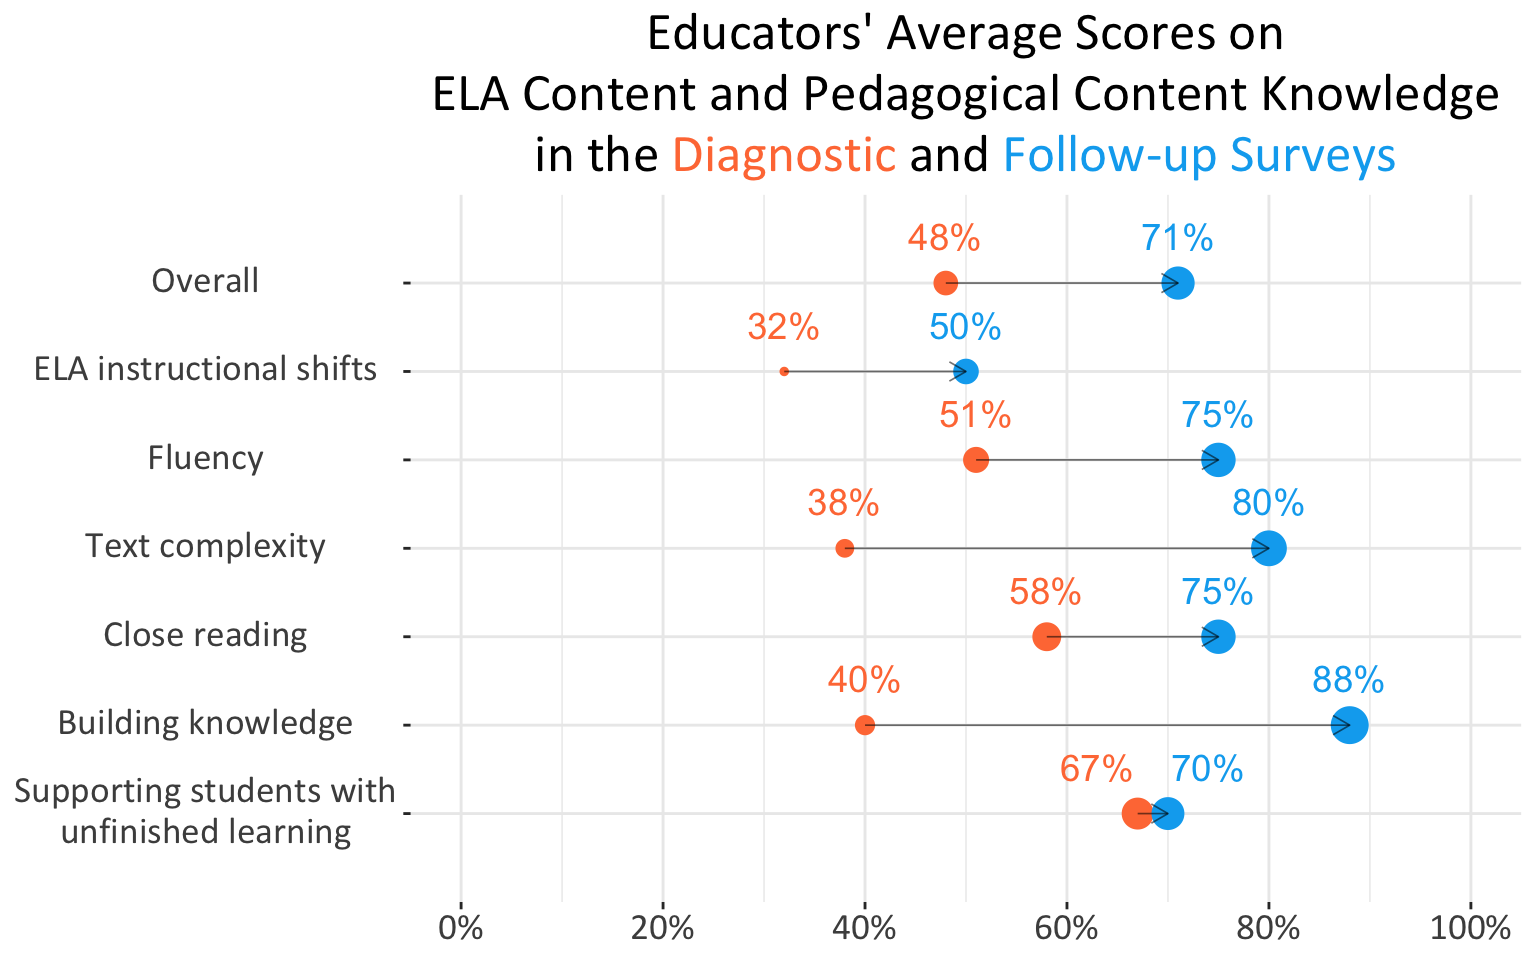 Educators' Average Scores on
ELA Content and Pedagogical Content Knowledge
in the Diagnostic and Follow-up Surveys
48% 71%
Overall
32% 50%
ELA instructional shifts
51% 75%
Fluency
38% 80%
Text complexity
58% 75%
Close reading
40% 88%
Building knowledge
67% 70%
Supporting students with
unfinished learning
0% 20% 40% 60% 80% 100%